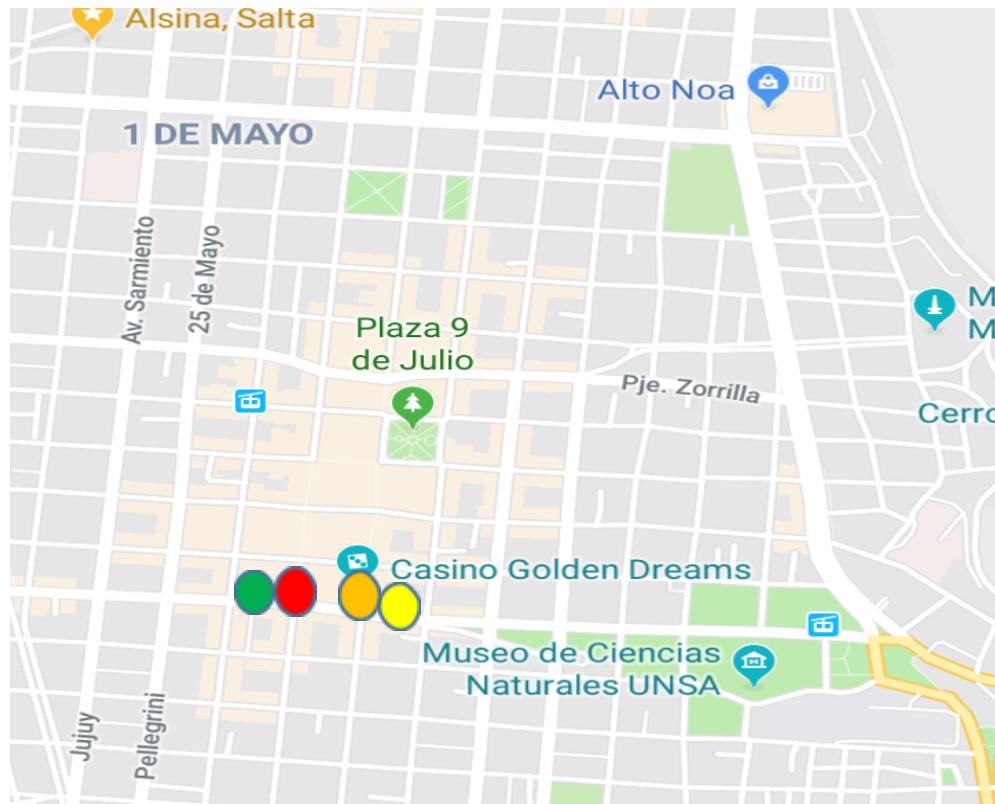 Alsina, Salta
Alto Noa
1 DE MAYO
Av. Sarmiento
25 de Mayo
M
M
Plaza 9
de Julio
Pje. Zorrilla
Cerro
Casino Golden Dreams
Museo de Ciencias
Naturales UNSA
Jujuy
Pellegrini